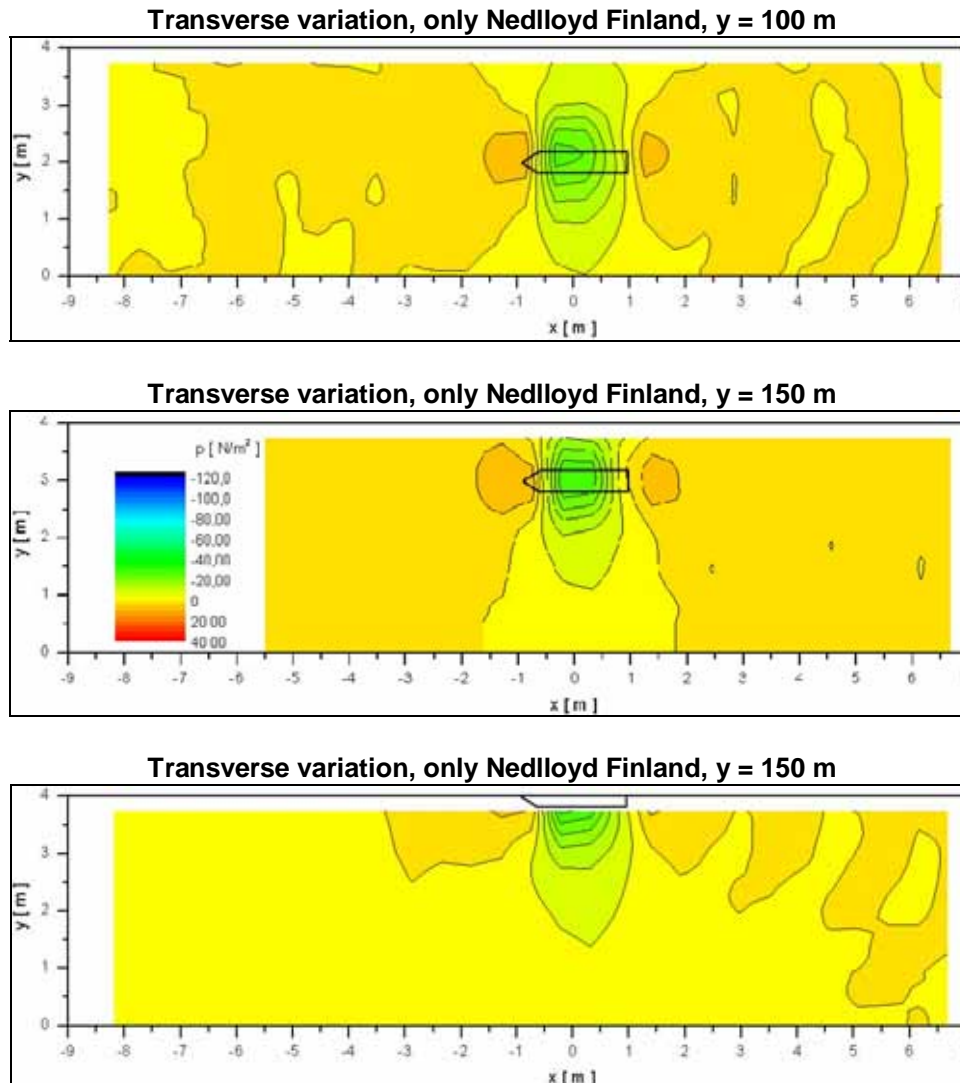 Transverse variation, only Nedlloyd Finland, y = 100 m
4
3
2
1
0
y [ m ]
-9 -8 -7 -6 -5 -4 -3 -2 -1 0 1 2 3 4 5 6
x [ m ]
Transverse variation, only Nedlloyd Finland, y = 150 m
3
2
1
0
y [ m ]
p [ N/m² ]
-120,0
-100,0
-80.00
-60.00
-40,00
-20,00
0
20 00
40 00
-9 -8 -7 -6 -5 -4 -3 -2 -1 0 1 2 4 5 6
x [ m ]
Transverse variation, only Nedlloyd Finland, y = 150 m
4
3
2
1
0
y [ m ]
-9 -8 -7 -6 -5 -4 -3 -2 -1 0 1 2 3 4 5 6
x [ m ]